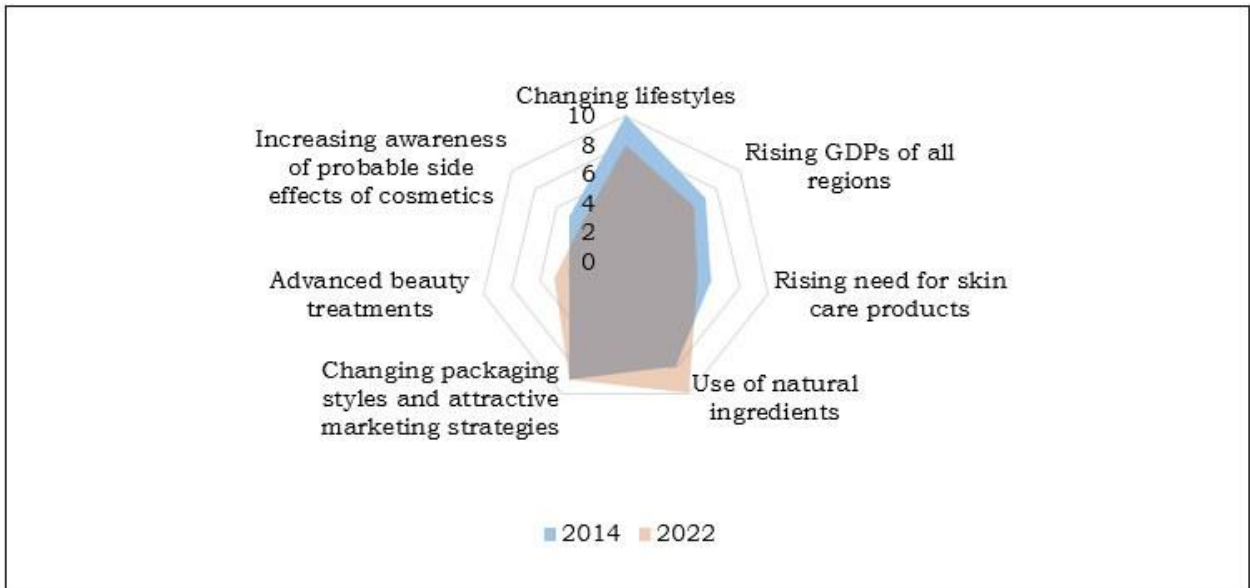 Changing lifestyles
10
8
6
4
2
0
Rising GDPs of all
regions
Rising need for skin
care products
Use of natural
ingredients
Changing packaging
styles and attractive
marketing strategies
Advanced beauty
treatments
Increasing awareness
of probable side
effects of cosmetics
2014 2022